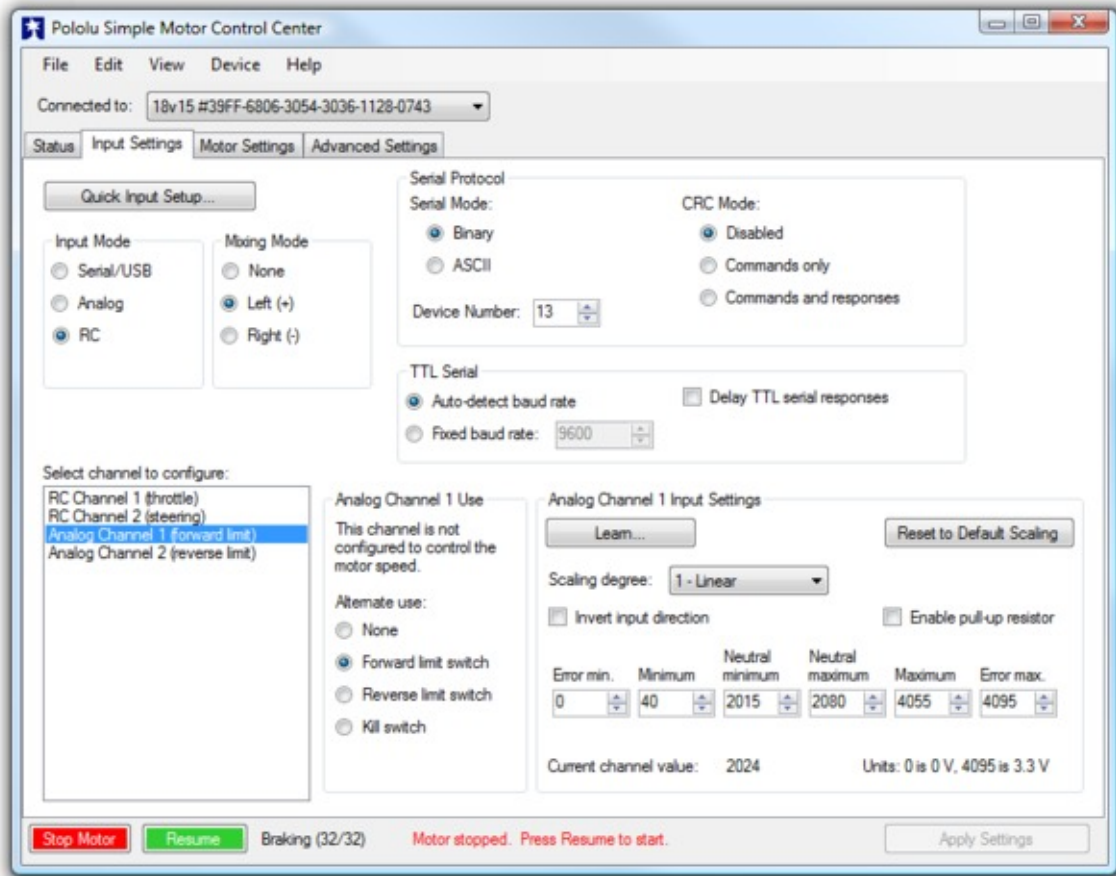 Pololu Simple Motor Control Center
File Edit View Device Help
Connected to: 18v15 #39FF-6806-3054-3036-1128-0743
Status Input Settings Motor Settings Advanced Settings
Quick Input Setup...
Input Mode
Serial/USB
Analog
RC
Mixing Mode
None
Left (+)
Right (-)
Serial Protocol
Serial Mode:
Binary
ASCII
Device Number: 13
CRC Mode:
Disabled
Commands only
Commands and responses
TTL Serial
Auto-detect baud rate
Fixed baud rate: 9600
Delay TTL serial responses
Select channel to configure:
RC Channel 1 (throttle)
RC Channel 2 (steering)
Analog Channel 1 (forward limit)
Analog Channel 2 (reverse limit)
Analog Channel 1 Use
This channel is not
configured to control the
motor speed.
Alternate use:
None
Forward limit switch
Reverse limit switch
Kill switch
Analog Channel 1 Input Settings
Learn... Reset to Default Scaling
Scaling degree: 1 - Linear
Invert input direction Enable pull-up resistor
Error min. Minimum Neutral minimum Neutral maximum Maximum Error max.
0 40 2015 2080 4055 4095
Current channel value: 2024 Units: 0 is 0 V, 4095 is 3.3 V
Stop Motor Resume Braking (32/32) Motor stopped. Press Resume to start. Apply Settings